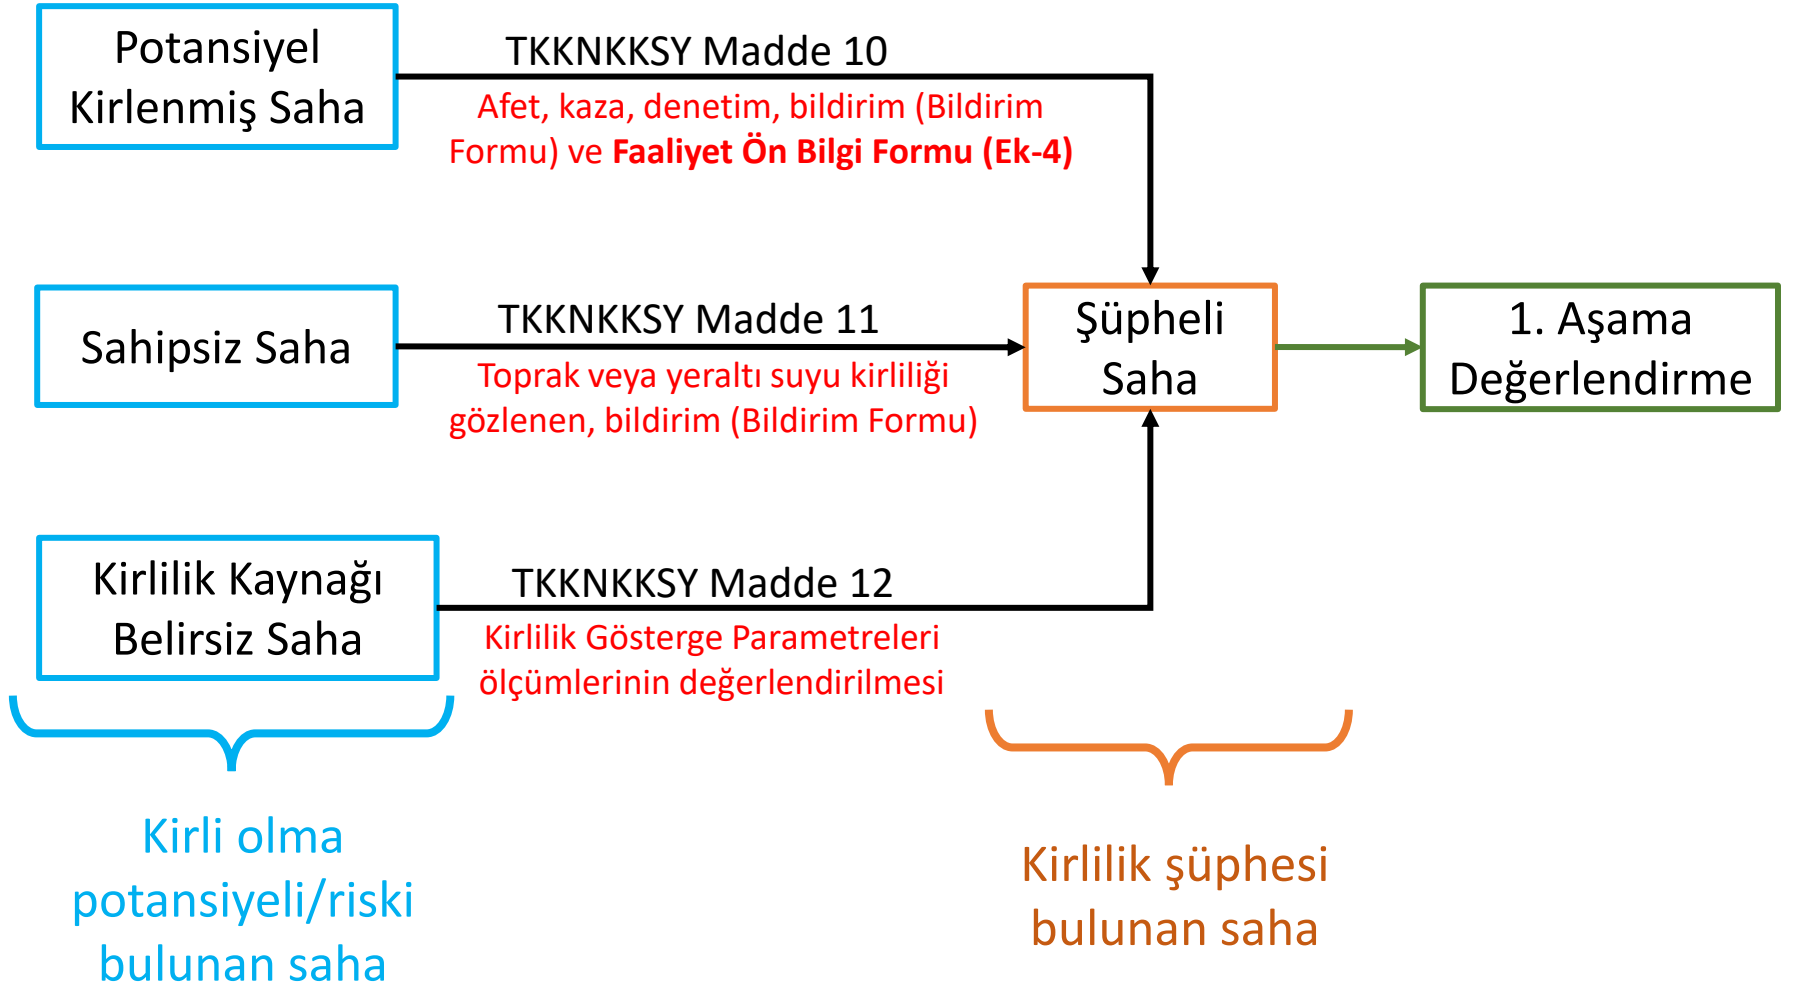 Potansiyel
Kirlenmiş Saha
TKKNKKSY Madde 10
Afet, kaza, denetim, bildirim (Bildirim
Formu) ve Faaliyet Ön Bilgi Formu (Ek-4)
Sahipsiz Saha
TKKNKKSY Madde 11
Toprak veya yeraltı suyu kirliliği
gözlenen, bildirim (Bildirim Formu)
Şüpheli
Saha
1. Aşama
Değerlendirme
Kirlilik Kaynağı
Belirsiz Saha
TKKNKKSY Madde 12
Kirlilik Gösterge Parametreleri
ölçümlerinin değerlendirilmesi
Kirli olma
potansiyeli/riski
bulunan saha
Kirlilik şüphesi
bulunan saha